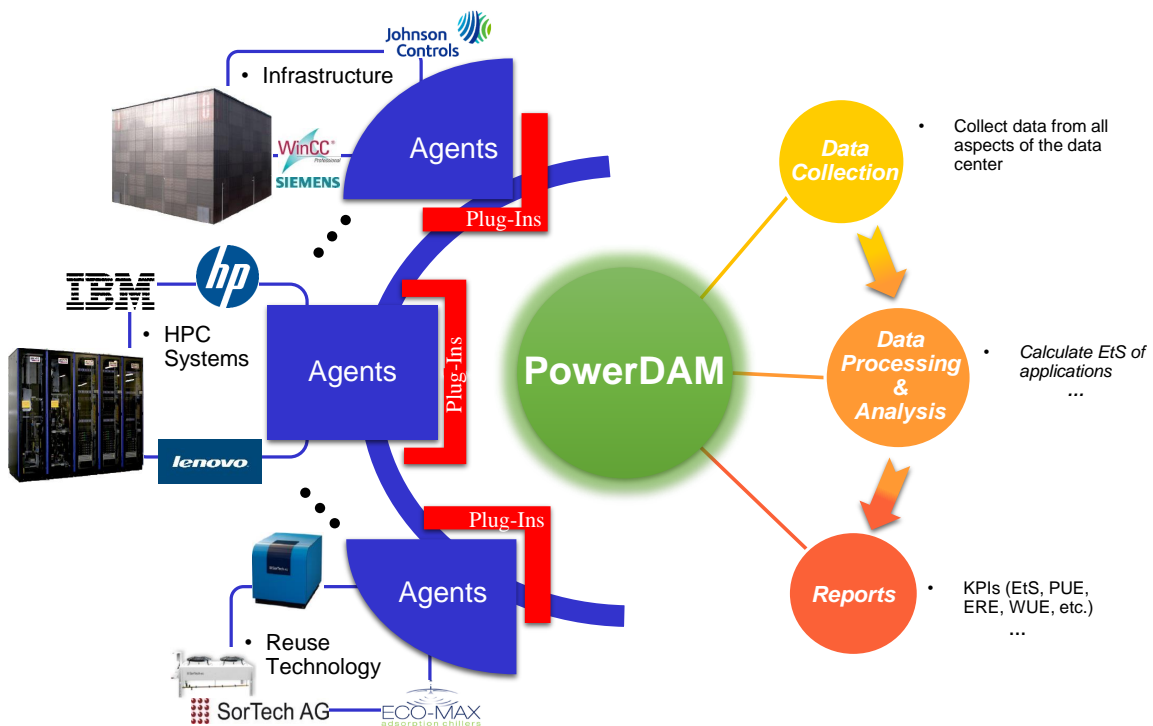 Johnson
Controls
• Infrastructure
WinCC®
Professional
SIEMENS
Agents
Plug-Ins
IBM
hp
• HPC
Systems
lenovo
Agents
Plug-Ins
Plug-Ins
Agents
• Reuse
Technology
SorTech AG
ECO-MAX
adsorption chillers
PowerDAM
Data
Collection
• Collect data from all
aspects of the data
center
Data
Processing
&
Analysis
• Calculate EtS of
applications
...
Reports
• KPIs (EtS, PUE,
ERE, WUE, etc.)
...